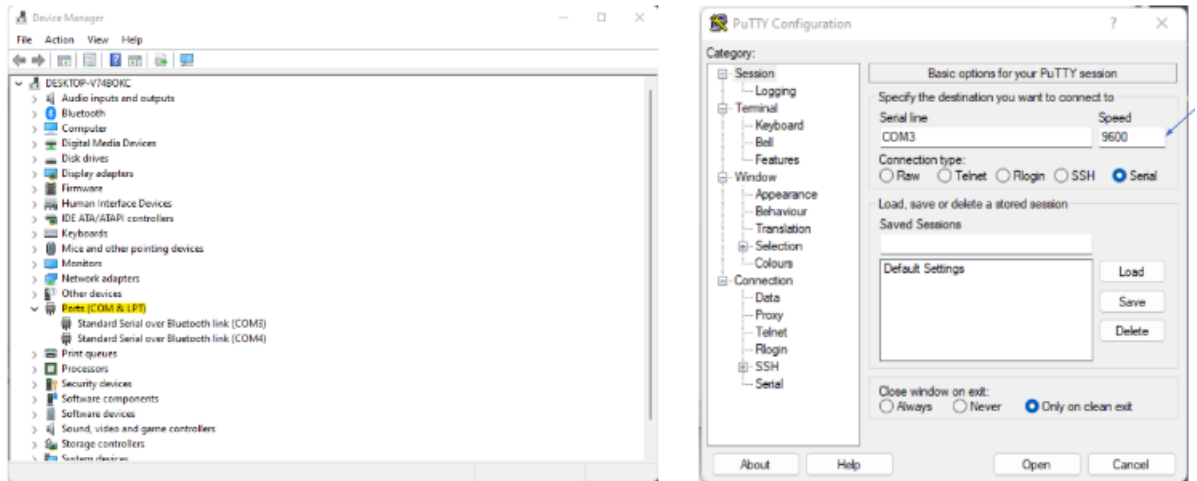 Device Manager
File Action View Help
DESKTOP-V74BOKC
Audio inputs and outputs
Bluetooth
Computer
Digital Media Devices
Disk drives
Display adapters
Firmware
Human Interface Devices
IDE ATA/ATAPI controllers
Keyboards
Mice and other pointing devices
Monitors
Network adapters
Other devices
Ports (COM & LPT)
Standard Serial over Bluetooth link (COM3)
Standard Serial over Bluetooth link (COM4)
Print queues
Processors
Security devices
Software components
Software devices
Sound, video and game controllers
Storage controllers
System devices
PuTTY Configuration
Category:
Session
Logging
Terminal
Keyboard
Bell
Features
Window
Appearance
Behaviour
Translation
Selection
Colours
Connection
Data
Proxy
Telnet
Rlogin
SSH
Serial
Basic options for your PuTTY session
Specify the destination you want to connect to
Serial line Speed
COM3 9600
Connection type:
Raw Telnet Rlogin SSH Serial
Load, save or delete a stored session
Saved Sessions
Default Settings
Load
Save
Delete
Close window on exit:
Always Never Only on clean exit
About Help Open Cancel